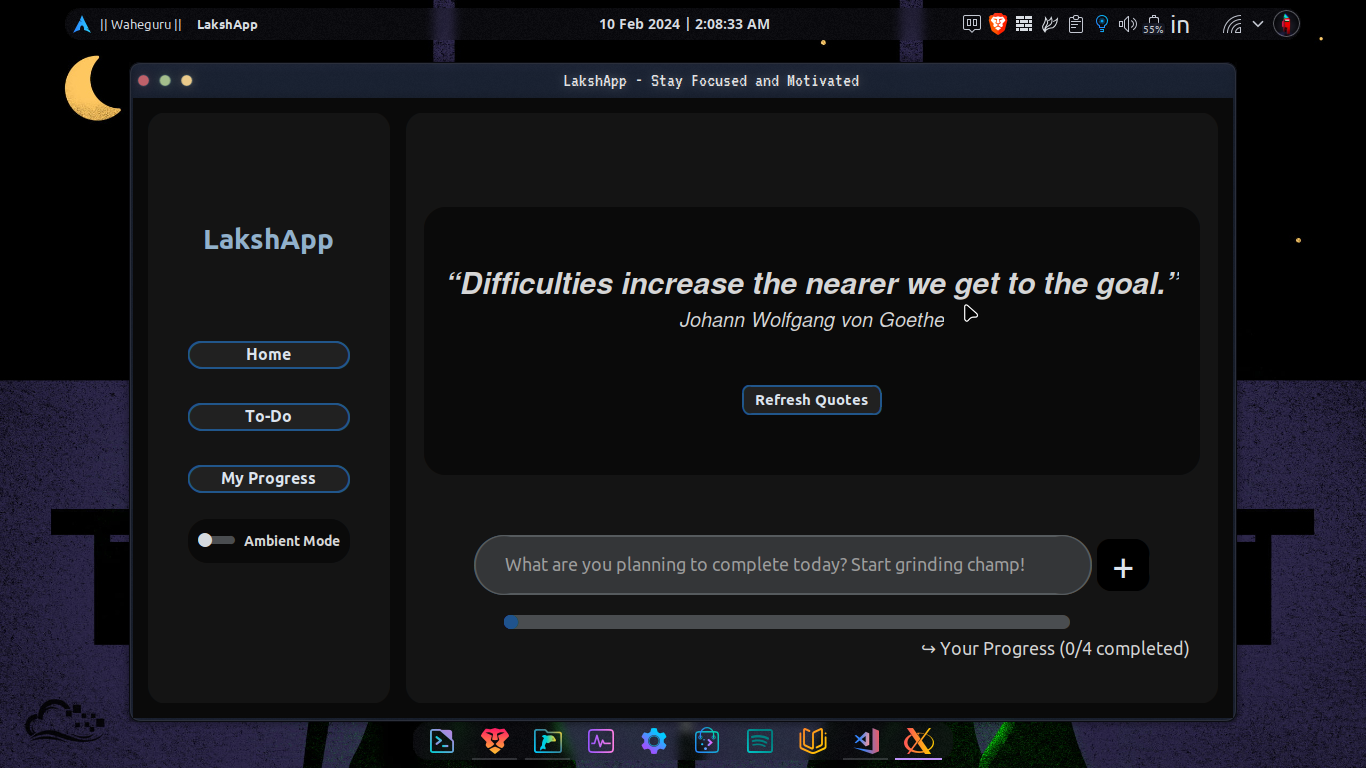 || Waheguru || LakshApp 10 Feb 2024 | 2:08:33 AM 55% in
LakshApp - Stay Focused and Motivated
LakshApp
Home
To-Do
My Progress
Ambient Mode
“Difficulties increase the nearer we get to the goal.”
Johann Wolfgang von Goethe
Refresh Quotes
What are you planning to complete today? Start grinding champ!
+
↪ Your Progress (0/4 completed)